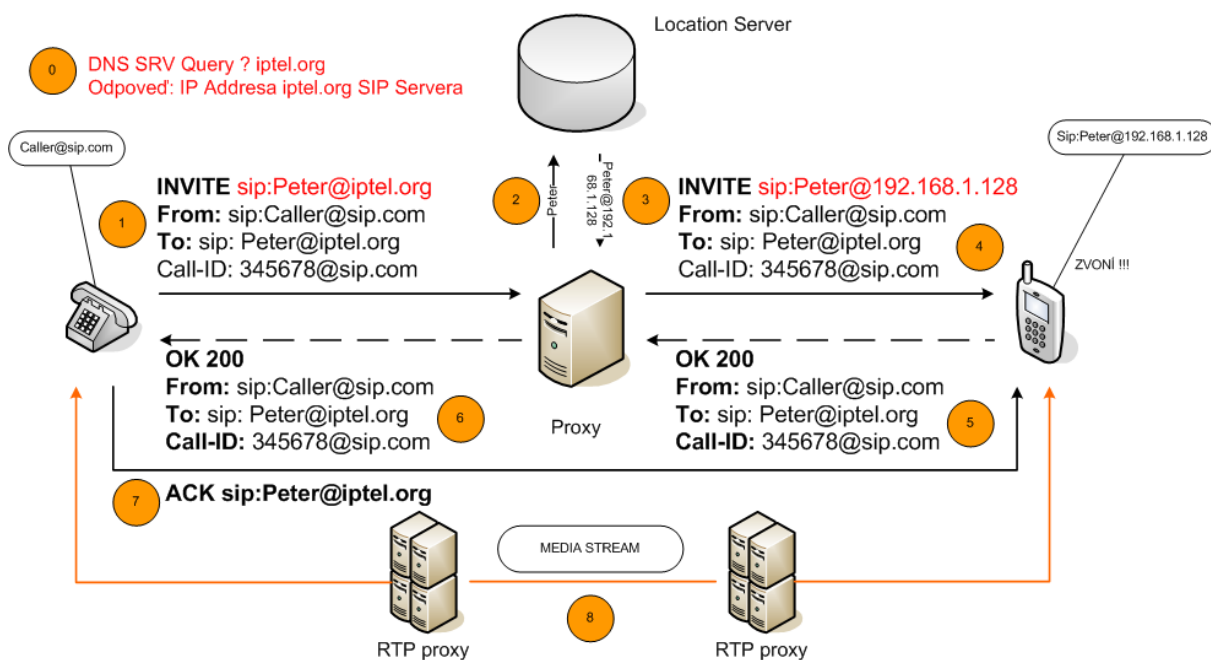 Location Server
0
DNS SRV Query ? iptel.org
Odpoveď: IP Addresa iptel.org SIP Servera
Caller@sip.com
Sip:Peter@192.168.1.128
1
INVITE sip:Peter@iptel.org
From: sip:Caller@sip.com
To: sip: Peter@iptel.org
Call-ID: 345678@sip.com
2
Peter
Peter@192.1
68.1.128
3
INVITE sip:Peter@192.168.1.128
From: sip:Caller@sip.com
To: sip: Peter@iptel.org
Call-ID: 345678@sip.com
4
ZVONÍ !!!
OK 200
From: sip:Caller@sip.com
To: sip: Peter@iptel.org
Call-ID: 345678@sip.com
6
Proxy
OK 200
From: sip:Caller@sip.com
To: sip: Peter@iptel.org
Call-ID: 345678@sip.com
5
7
ACK sip:Peter@iptel.org
MEDIA STREAM
8
RTP proxy
RTP proxy